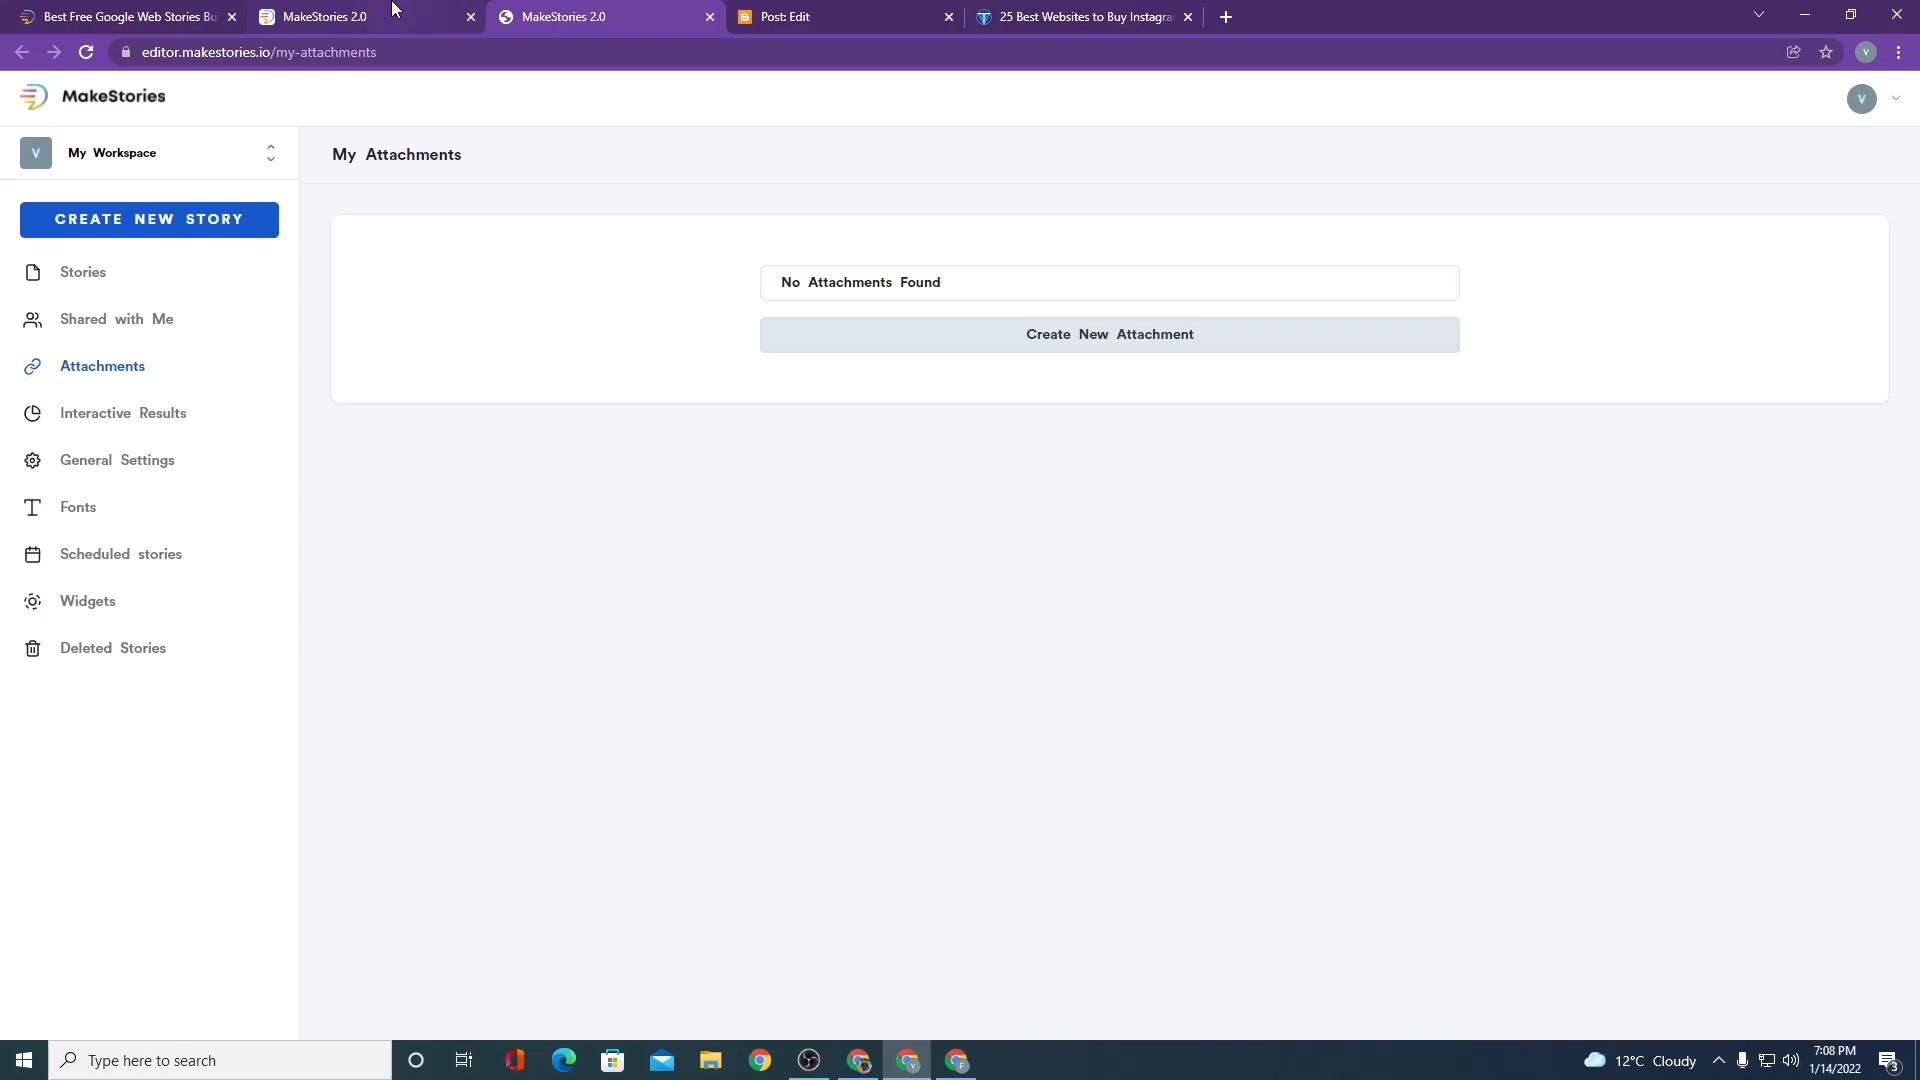 Best Free Google Web Stories Bu
MakeStories 2.0
MakeStories 2.0
Post: Edit
25 Best Websites to Buy Instagra
editor.makestories.io/my-attachments
V
MakeStories
V
V
My Workspace
My Attachments
CREATE NEW STORY
Stories
Shared with Me
Attachments
Interactive Results
General Settings
Fonts
Scheduled stories
Widgets
Deleted Stories
No Attachments Found
Create New Attachment
Type here to search
12°C Cloudy
7:08 PM
1/14/2022
3